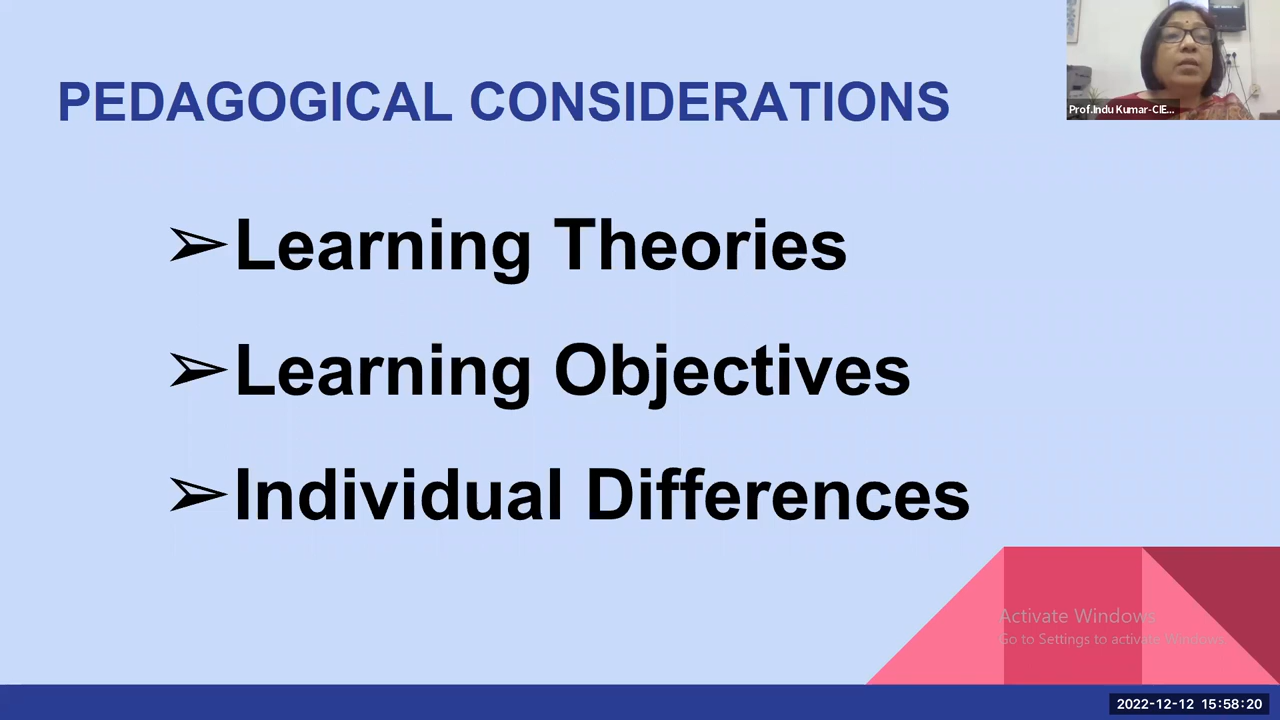 PEDAGOGICAL CONSIDERATIONS
Prof.Indu Kumar-CIE...
➢Learning Theories
➢Learning Objectives
➢Individual Differences
Activate Windows
Go to Settings to activate Windows.
2022-12-12 15:58:20